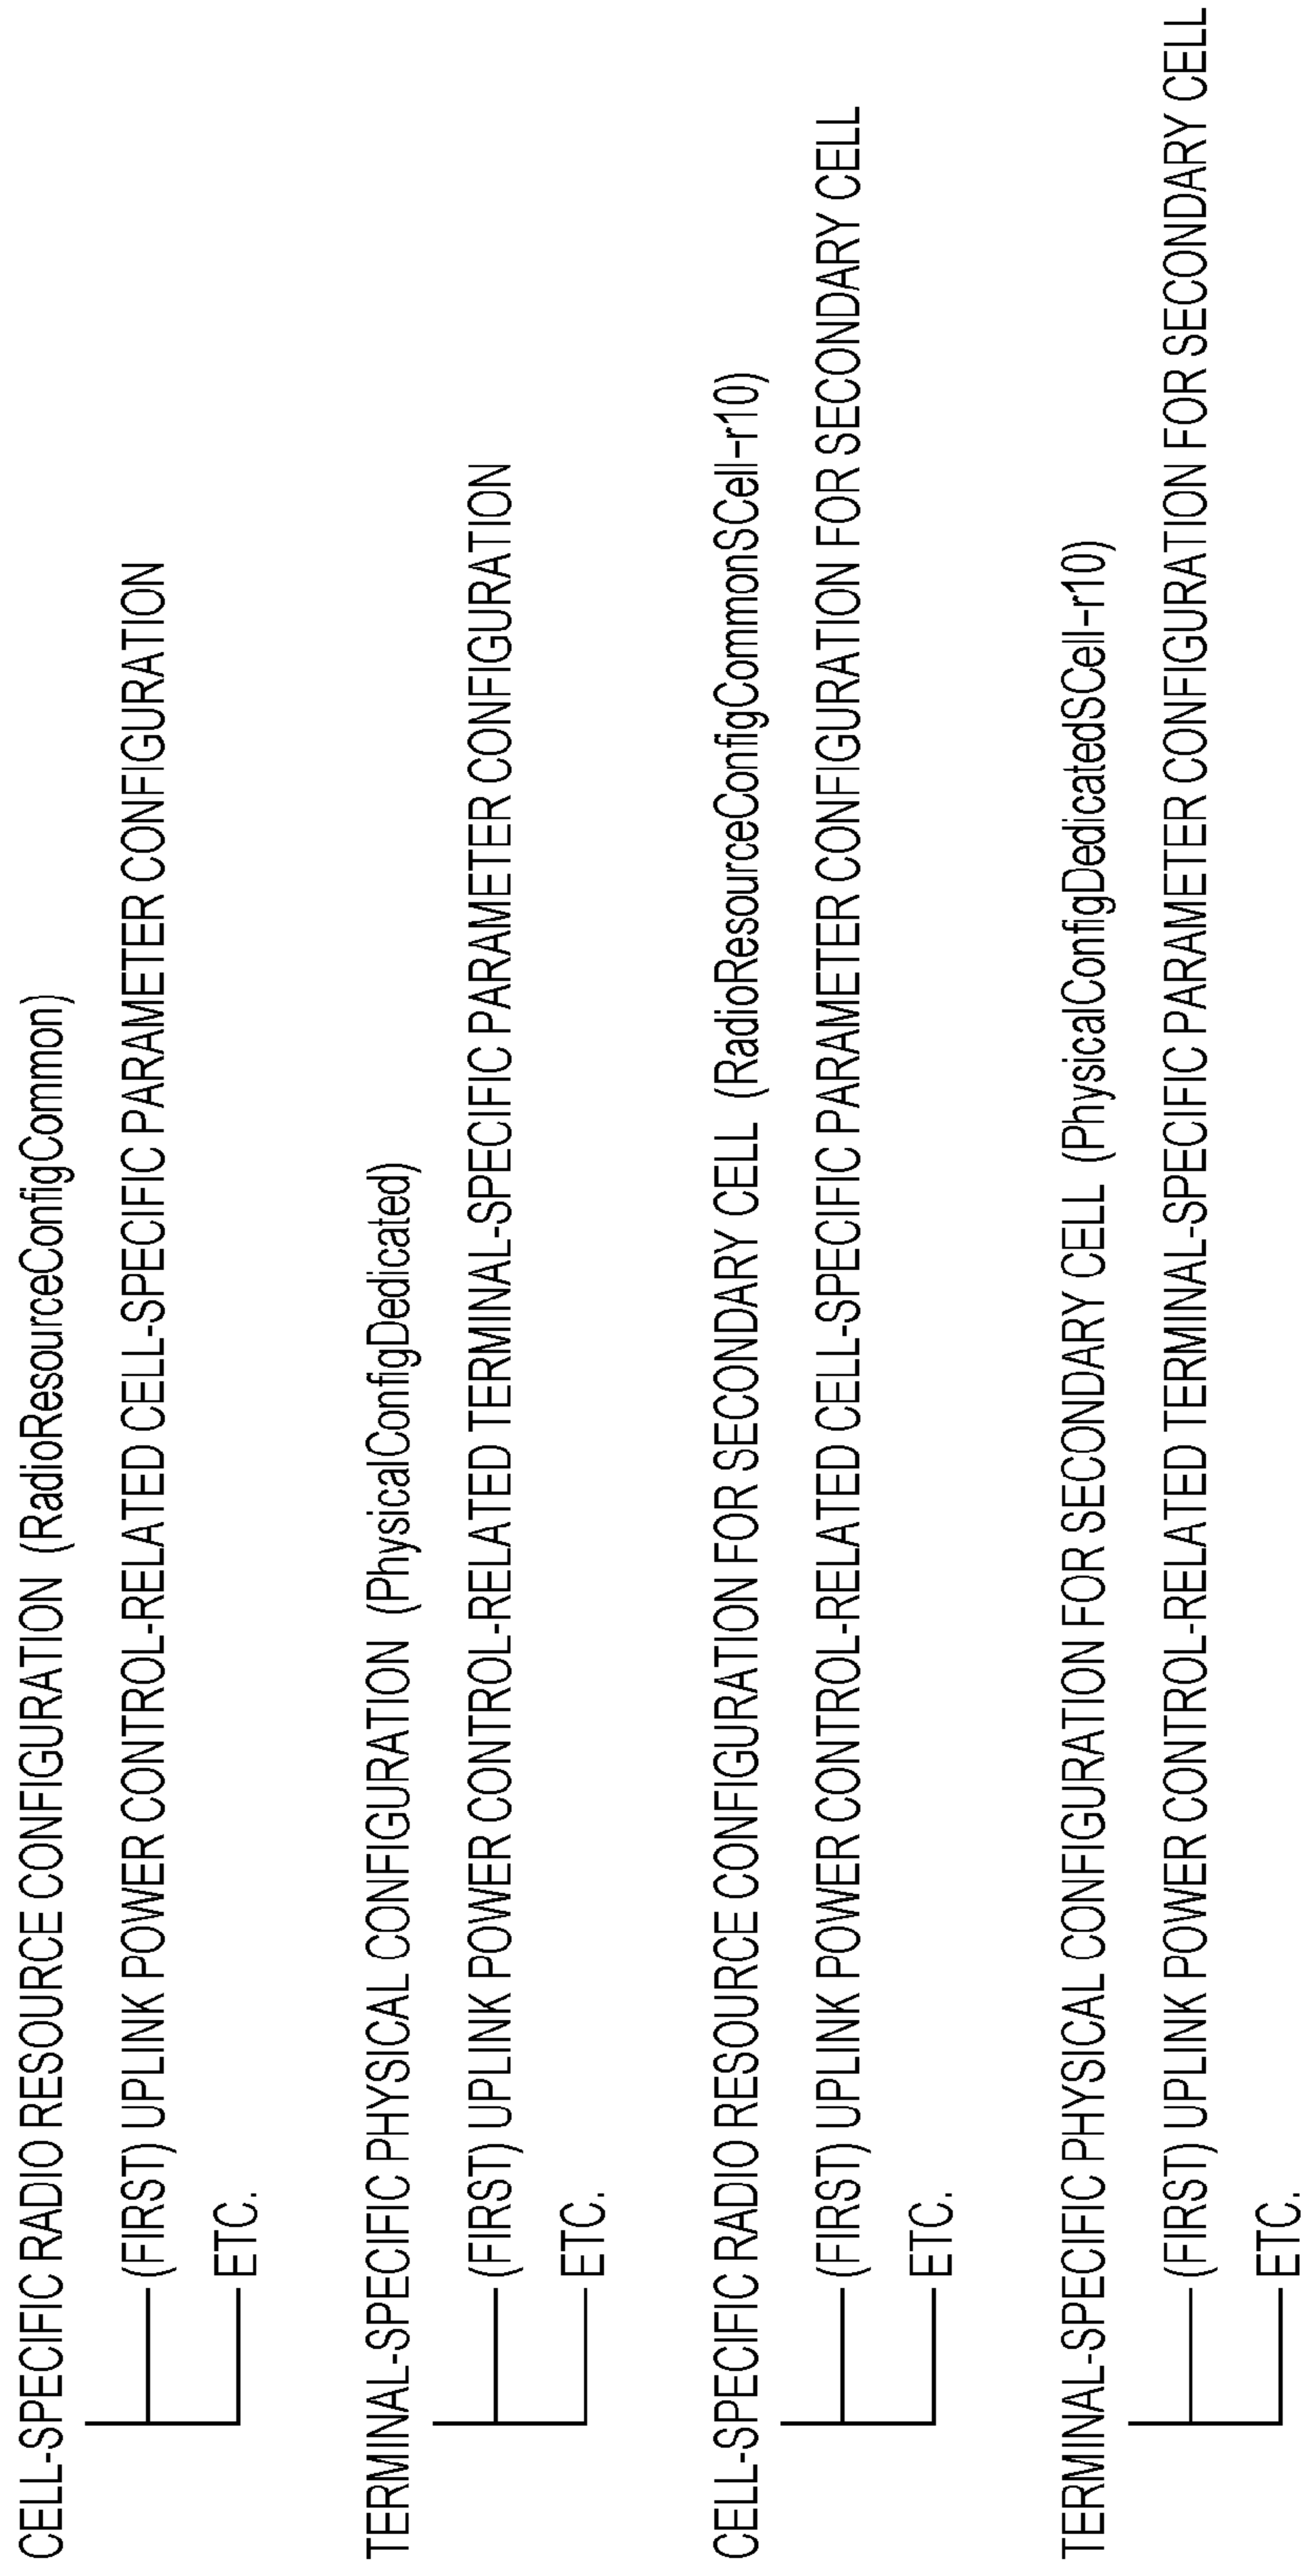 CELL-SPECIFIC RADIO RESOURCE CONFIGURATION (RadioResourceConfigCommon)
(FIRST) UPLINK POWER CONTROL-RELATED CELL-SPECIFIC PARAMETER CONFIGURATION
ETC.
TERMINAL-SPECIFIC PHYSICAL CONFIGURATION (PhysicalConfigDedicated)
(FIRST) UPLINK POWER CONTROL-RELATED TERMINAL-SPECIFIC PARAMETER CONFIGURATION
ETC.
CELL-SPECIFIC RADIO RESOURCE CONFIGURATION FOR SECONDARY CELL (RadioResourceConfigCommonSCell-r10)
(FIRST) UPLINK POWER CONTROL-RELATED CELL-SPECIFIC PARAMETER CONFIGURATION FOR SECONDARY CELL
ETC.
TERMINAL-SPECIFIC PHYSICAL CONFIGURATION FOR SECONDARY CELL (PhysicalConfigDedicatedSCell-r10)
(FIRST) UPLINK POWER CONTROL-RELATED TERMINAL-SPECIFIC PARAMETER CONFIGURATION FOR SECONDARY CELL
ETC.